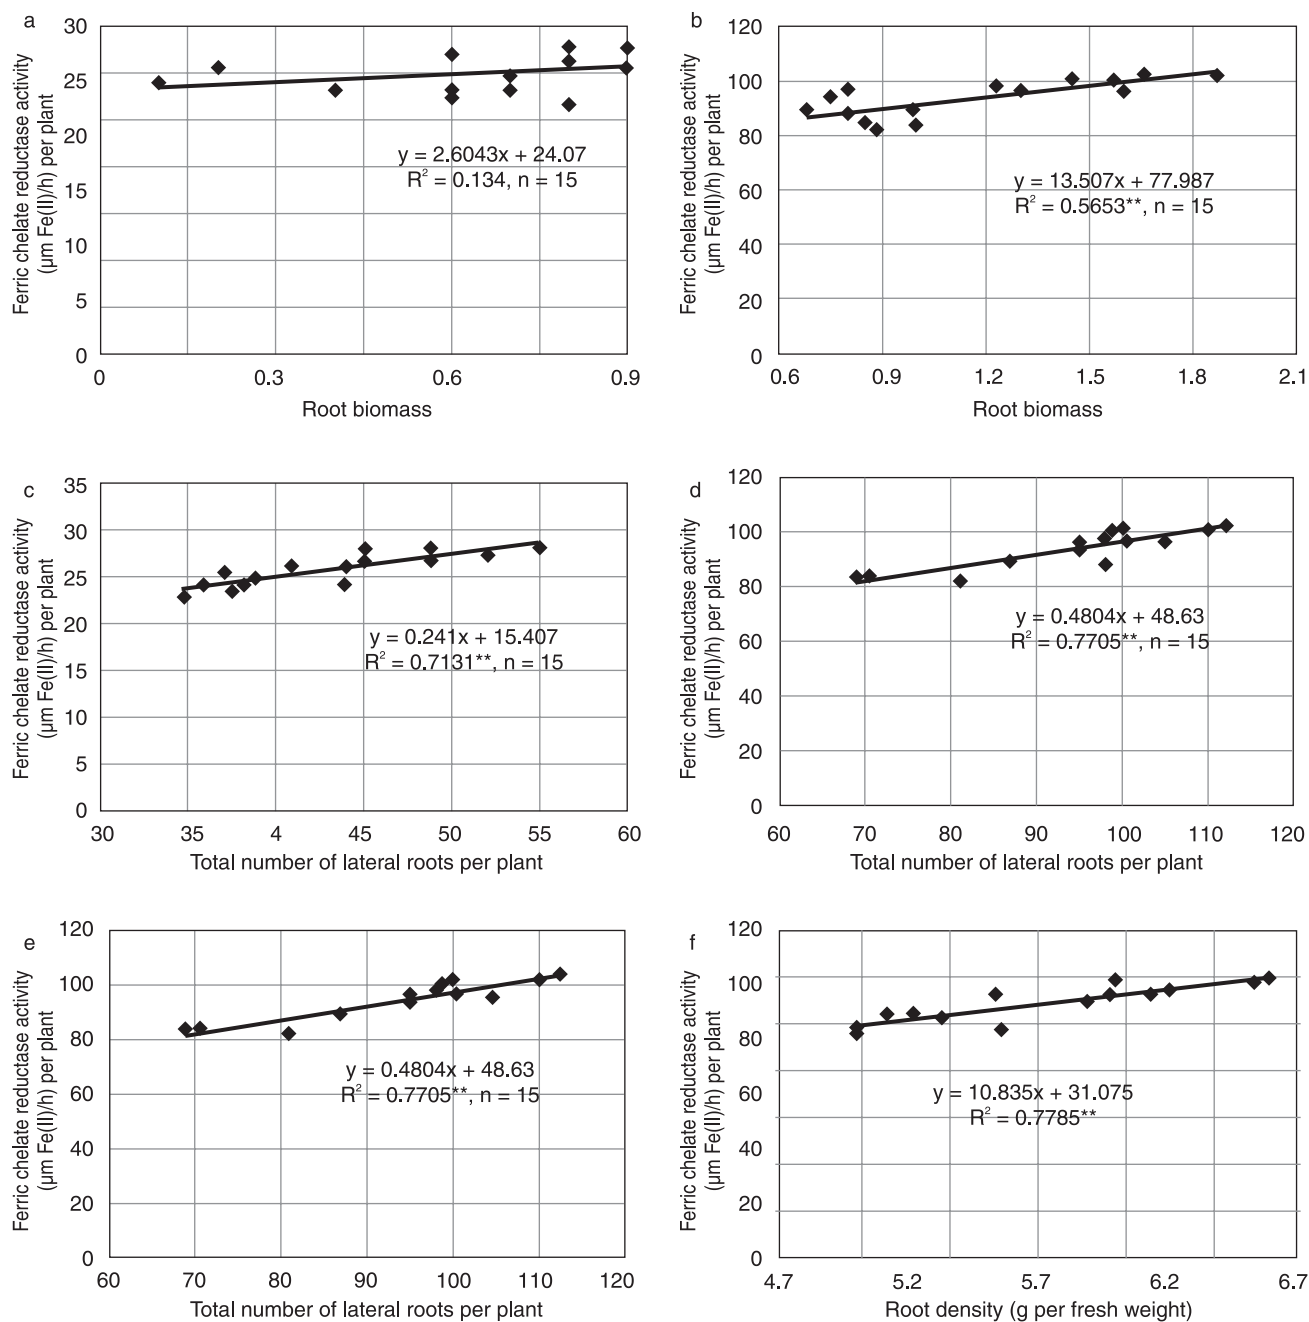 a
Ferric chelate reductase activity
(µm Fe(II)/h) per plant
30
25
20
15
10
5
0
y = 2.6043x + 24.07
R² = 0.134, n = 15
0 0.3 0.6 0.9
Root biomass
b
Ferric chelate reductase activity
(µm Fe(II)/h) per plant
120
100
80
60
40
20
0
y = 13.507x + 77.987
R² = 0.5653**, n = 15
0.6 0.9 1.2 1.5 1.8 2.1
Root biomass
c
Ferric chelate reductase activity
(µm Fe(II)/h) per plant
35
30
25
20
15
10
5
0
y = 0.241x + 15.407
R² = 0.7131**, n = 15
30 35 4 45 50 55 60
Total number of lateral roots per plant
d
Ferric chelate reductase activity
(µm Fe(II)/h) per plant
120
100
80
60
40
20
0
y = 0.4804x + 48.63
R² = 0.7705**, n = 15
60 70 80 90 100 110 120
Total number of lateral roots per plant
e
Ferric chelate reductase activity
(µm Fe(II)/h) per plant
120
100
80
60
40
20
0
y = 0.4804x + 48.63
R² = 0.7705**, n = 15
60 70 80 90 100 110 120
Total number of lateral roots per plant
f
Ferric chelate reductase activity
(µm Fe(II)/h) per plant
120
100
80
60
40
20
0
y = 10.835x + 31.075
R² = 0.7785**
4.7 5.2 5.7 6.2 6.7
Root density (g per fresh weight)